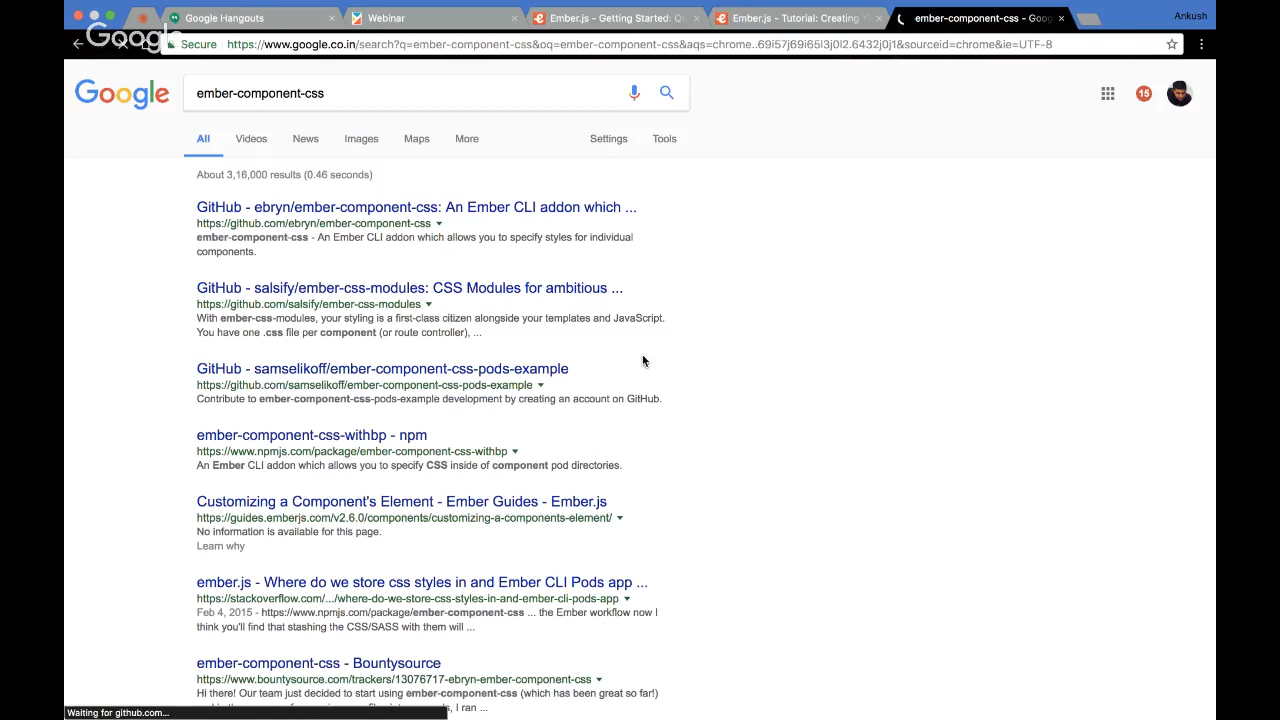 Google Hangouts
Webinar
Ember.js - Getting Started: Qu
Ember.js - Tutorial: Creating
ember-component-css - Goog
Ankush
Google
Secure
https://www.google.co.in/search?q=ember-component-css&oq=ember-component-css&aqs=chrome..69i57j69i65l3j0l2.6432j0j1&sourceid=chrome&ie=UTF-8
Google
ember-component-css
15
All
Videos
News
Images
Maps
More
Settings
Tools
About 3,16,000 results (0.46 seconds)
GitHub - ebryn/ember-component-css: An Ember CLI addon which ...
https://github.com/ebryn/ember-component-css
ember-component-css - An Ember CLI addon which allows you to specify styles for individual
components.
GitHub - salsify/ember-css-modules: CSS Modules for ambitious ...
https://github.com/salsify/ember-css-modules
With ember-css-modules, your styling is a first-class citizen alongside your templates and JavaScript.
You have one .css file per component (or route controller), ...
GitHub - samselikoff/ember-component-css-pods-example
https://github.com/samselikoff/ember-component-css-pods-example
Contribute to ember-component-css-pods-example development by creating an account on GitHub.
ember-component-css-withbp - npm
https://www.npmjs.com/package/ember-component-css-withbp
An Ember CLI addon which allows you to specify CSS inside of component pod directories.
Customizing a Component's Element - Ember Guides - Ember.js
https://guides.emberjs.com/v2.6.0/components/customizing-a-components-element/
No information is available for this page.
Learn why
ember.js - Where do we store css styles in and Ember CLI Pods app ...
https://stackoverflow.com/.../where-do-we-store-css-styles-in-and-ember-cli-pods-app
Feb 4, 2015 - https://www.npmjs.com/package/ember-component-css ... the Ember workflow now I
think you'll find that stashing the CSS/SASS with them will ...
ember-component-css - Bountysource
https://www.bountysource.com/trackers/13076717-ebryn-ember-component-css
Hi there! Our team just decided to start using ember-component-css (which has been great so far!)
I ran ...
Waiting for github.com...